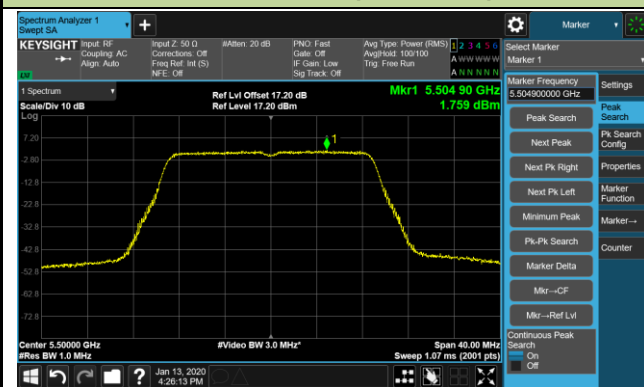 Spectrum Analyzer 1
Swept SA
Marker
KEYSIGHT
Input: RF
Coupling: AC
Align: Auto
Input Z: 50 Ω
Corrections: Off
Freq Ref: Int (S)
NFE: Off
#Atten: 20 dB
PNO: Fast
Gate: Off
IF Gain: Low
Sig Track: Off
Avg Type: Power (RMS)
Avg|Hold: 100/100
Trig: Free Run
1 2 3 4 5 6
A W W W W W
A N N N N N
Select Marker
Marker 1
1 Spectrum
Scale/Div 10 dB
Log
Ref Lvl Offset 17.20 dB
Ref Level 17.20 dBm
Mkr1 5.504 90 GHz
1.759 dBm
Marker Frequency
5.504900000 GHz
Settings
Peak Search
Peak
Search
Next Peak
Pk Search
Config
Next Pk Right
Properties
Next Pk Left
Marker
Function
Minimum Peak
Marker→
Pk-Pk Search
Counter
Marker Delta
Mkr→CF
Mkr→Ref Lvl
Continuous Peak
Search
On
Off
7.20
-2.80
-12.8
-22.8
-32.8
-42.8
-52.8
-62.8
-72.8
1
Center 5.50000 GHz
#Res BW 1.0 MHz
#Video BW 3.0 MHz*
Span 40.00 MHz
Sweep 1.07 ms (2001 pts)
Jan 13, 2020
4:26:13 PM